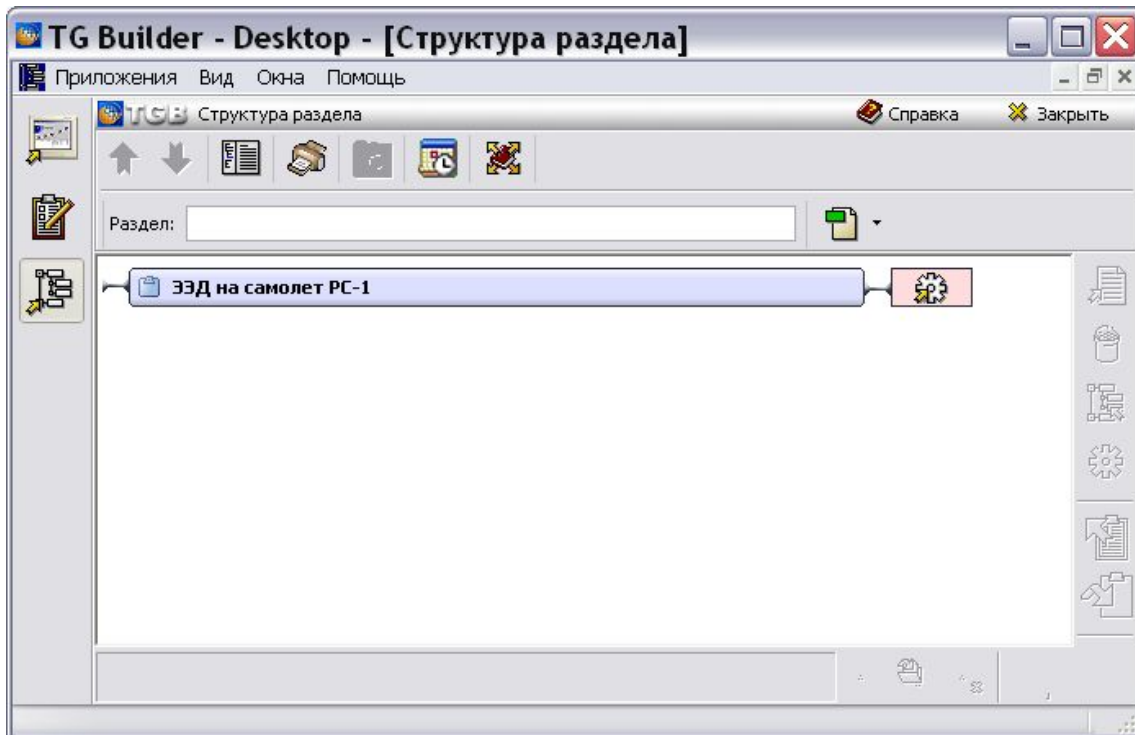 TG Builder - Desktop - [Структура раздела]
Приложения Вид Окна Помощь
TGB Структура раздела Справка Закрыть
Раздел:
ЭЭД на самолет РС-1